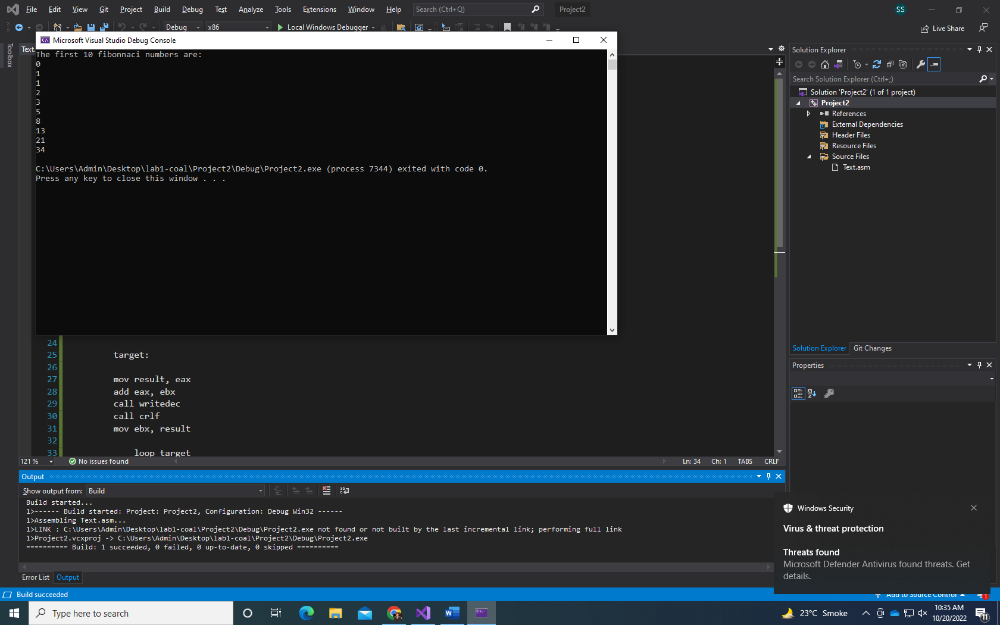 File Edit View Git Project Build Debug Test Analyze Tools Extensions Window Help Search (Ctrl+Q) Project2 SS
Debug x86 Local Windows Debugger Live Share
Toolbox
Text.
Microsoft Visual Studio Debug Console
The first 10 fibonnaci numbers are:
0
1
1
2
3
5
8
13
21
34
C:\Users\Admin\Desktop\lab1-coal\Project2\Debug\Project2.exe (process 7344) exited with code 0.
Press any key to close this window . . .
24
25 target:
26
27 mov result, eax
28 add eax, ebx
29 call writedec
30 call crlf
31 mov ebx, result
32
33 loop target
121 % No issues found Ln: 34 Ch: 1 TABS CRLF
Solution Explorer
Search Solution Explorer (Ctrl+;)
Solution 'Project2' (1 of 1 project)
Project2
References
External Dependencies
Header Files
Resource Files
Source Files
Text.asm
Solution Explorer Git Changes
Properties
Output
Show output from: Build
Build started...
1>------ Build started: Project: Project2, Configuration: Debug Win32 ------
1>Assembling Text.asm...
1>LINK : C:\Users\Admin\Desktop\lab1-coal\Project2\Debug\Project2.exe not found or not built by the last incremental link; performing full link
1>Project2.vcxproj -> C:\Users\Admin\Desktop\lab1-coal\Project2\Debug\Project2.exe
========== Build: 1 succeeded, 0 failed, 0 up-to-date, 0 skipped ==========
Error List Output
Windows Security
Virus & threat protection
Threats found
Microsoft Defender Antivirus found threats. Get
details.
Build succeeded Add to Source Control 1
Type here to search 23°C Smoke 10:35 AM
10/20/2022 11